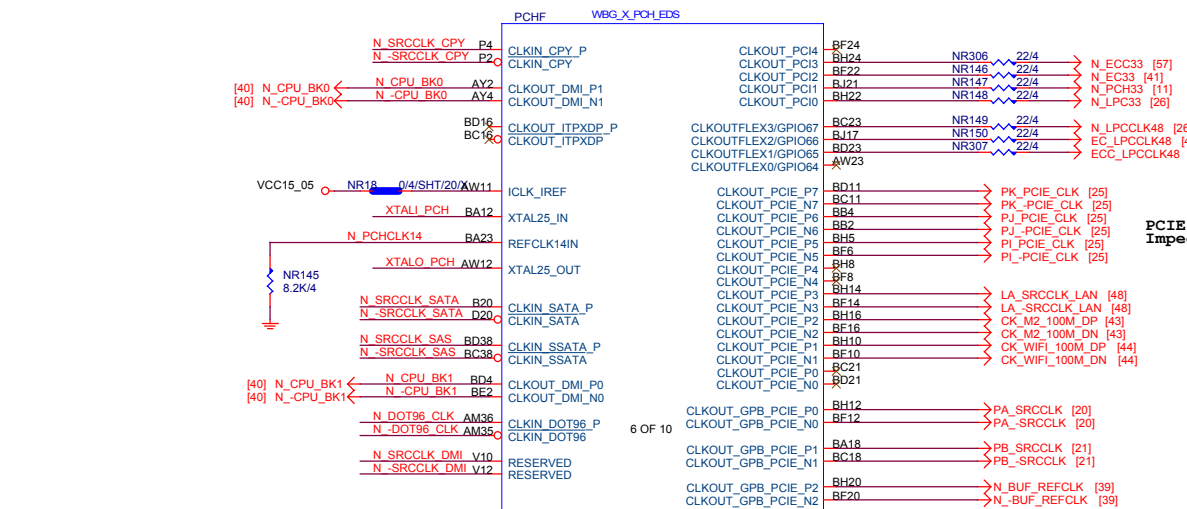 PCHF WBG_X_PCH_EDS
N_SRCCLK_CPY P4 CLKIN_CPY_P
N_-SRCCLK_CPY P2 CLKIN_CPY
[40] N_CPU_BK0 N_CPU_BK0 AY2 CLKOUT_DMI_P1
[40] N_-CPU_BK0 N_-CPU_BK0 AY4 CLKOUT_DMI_N1
BD16 CLKOUT_ITPXDP_P
BC16 CLKOUT_ITPXDP
VCC15_05 NR18 0/4/SHT/20/X AW11 ICLK_IREF
XTALI_PCH BA12 XTAL25_IN
N_PCHCLK14 BA23 REFCLK14IN
XTALO_PCH AW12 XTAL25_OUT
NR145
8.2K/4
N_SRCCLK_SATA B20 CLKIN_SATA_P
N_-SRCCLK_SATA D20 CLKIN_SATA
N_SRCCLK_SAS BD38 CLKIN_SSATA_P
N_-SRCCLK_SAS BC38 CLKIN_SSATA
[40] N_CPU_BK1 N_CPU_BK1 BD4 CLKOUT_DMI_P0
[40] N_-CPU_BK1 N_-CPU_BK1 BE2 CLKOUT_DMI_N0
N_DOT96_CLK AM36 CLKIN_DOT96_P
N_-DOT96_CLK AM35 CLKIN_DOT96
6 OF 10
N_SRCCLK_DMI V10 RESERVED
N_-SRCCLK_DMI V12 RESERVED
CLKOUT_PCI4 BF24
CLKOUT_PCI3 BH24 NR306 22/4 N_ECC33 [57]
CLKOUT_PCI2 BF22 NR146 22/4 N_EC33 [41]
CLKOUT_PCI1 BJ21 NR147 22/4 N_PCH33 [11]
CLKOUT_PCI0 BH22 NR148 22/4 N_LPC33 [26]
CLKOUTFLEX3/GPIO67 BC23 NR149 22/4 N_LPCCLK48 [26
CLKOUTFLEX2/GPIO66 BJ17 NR150 22/4 EC_LPCCLK48 [4
CLKOUTFLEX1/GPIO65 BD23 NR307 22/4 ECC_LPCCLK48
CLKOUTFLEX0/GPIO64 AW23
CLKOUT_PCIE_P7 BD11 PK_PCIE_CLK [25]
CLKOUT_PCIE_N7 BC11 PK_-PCIE_CLK [25]
CLKOUT_PCIE_P6 BB4 PJ_PCIE_CLK [25]
CLKOUT_PCIE_N6 BB2 PJ_-PCIE_CLK [25]
CLKOUT_PCIE_P5 BH5 PI_PCIE_CLK [25]
CLKOUT_PCIE_N5 BF6 PI_-PCIE_CLK [25]
PCIE
CLKOUT_PCIE_P4 BH8
CLKOUT_PCIE_N4 BF8
CLKOUT_PCIE_P3 BH14 LA_SRCCLK_LAN [48]
CLKOUT_PCIE_N3 BF14 LA_-SRCCLK_LAN [48]
CLKOUT_PCIE_P2 BH16 CK_M2_100M_DP [43]
CLKOUT_PCIE_N2 BF16 CK_M2_100M_DN [43]
CLKOUT_PCIE_P1 BH10 CK_WIFI_100M_DP [44]
CLKOUT_PCIE_N1 BF10 CK_WIFI_100M_DN [44]
CLKOUT_PCIE_P0 BC21
CLKOUT_PCIE_N0 BD21
CLKOUT_GPB_PCIE_P0 BH12 PA_SRCCLK [20]
CLKOUT_GPB_PCIE_N0 BF12 PA_-SRCCLK [20]
CLKOUT_GPB_PCIE_P1 BA18 PB_SRCCLK [21]
CLKOUT_GPB_PCIE_N1 BC18 PB_-SRCCLK [21]
CLKOUT_GPB_PCIE_P2 BH20 N_BUF_REFCLK [39]
CLKOUT_GPB_PCIE_N2 BF20 N_-BUF_REFCLK [39]